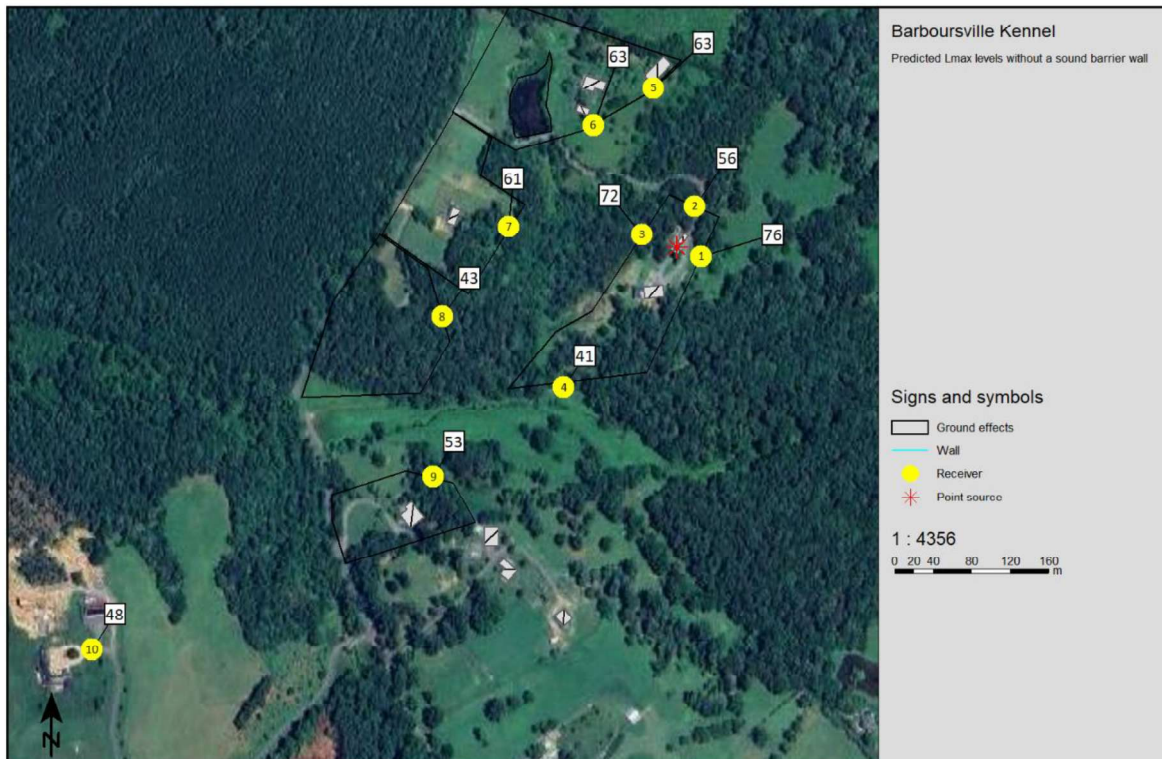 Barboursville Kennel
Predicted Lmax levels without a sound barrier wall
63
63
5
6
56
61
72
2
7
3
76
1
43
8
41
4
53
9
48
10
N
Signs and symbols
Ground effects
Wall
Receiver
Point source
1 : 4356
0 20 40 80 120 160
m